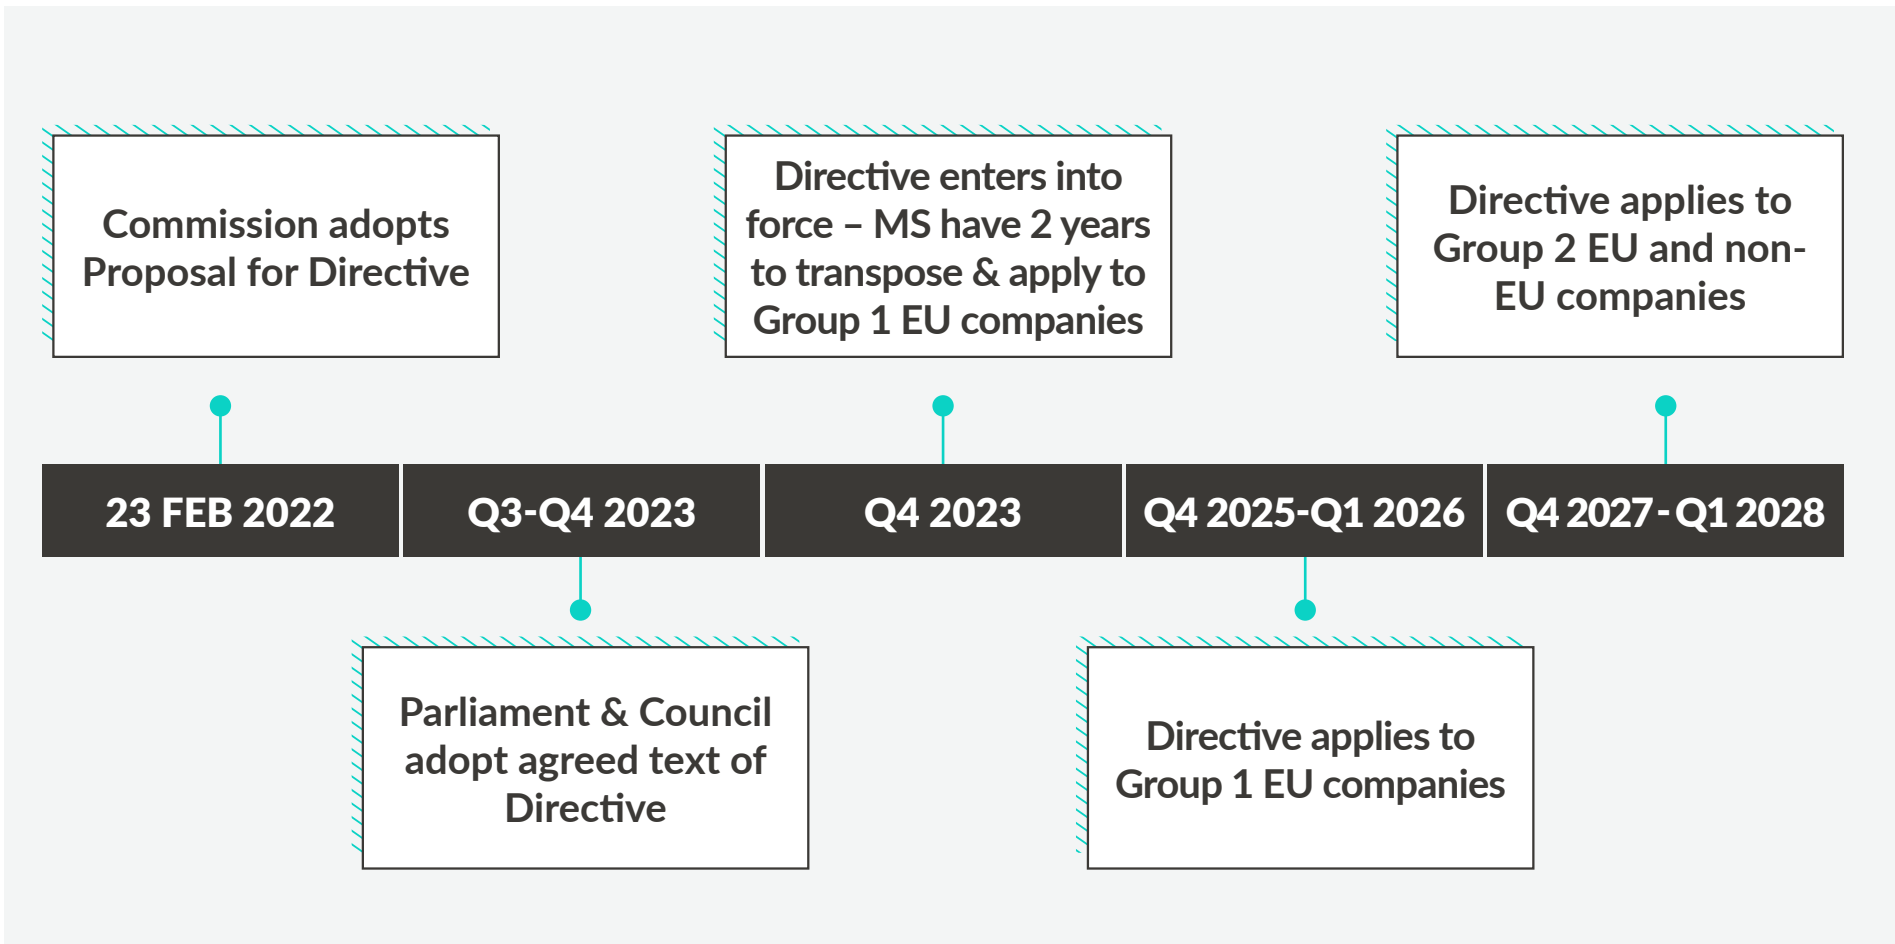 Commission adopts
Proposal for Directive
Directive enters into
force – MS have 2 years
to transpose & apply to
Group 1 EU companies
Directive applies to
Group 2 EU and non-
EU companies
23 FEB 2022
Q3-Q4 2023
Q4 2023
Q4 2025-Q1 2026
Q4 2027-Q1 2028
Parliament & Council
adopt agreed text of
Directive
Directive applies to
Group 1 EU companies